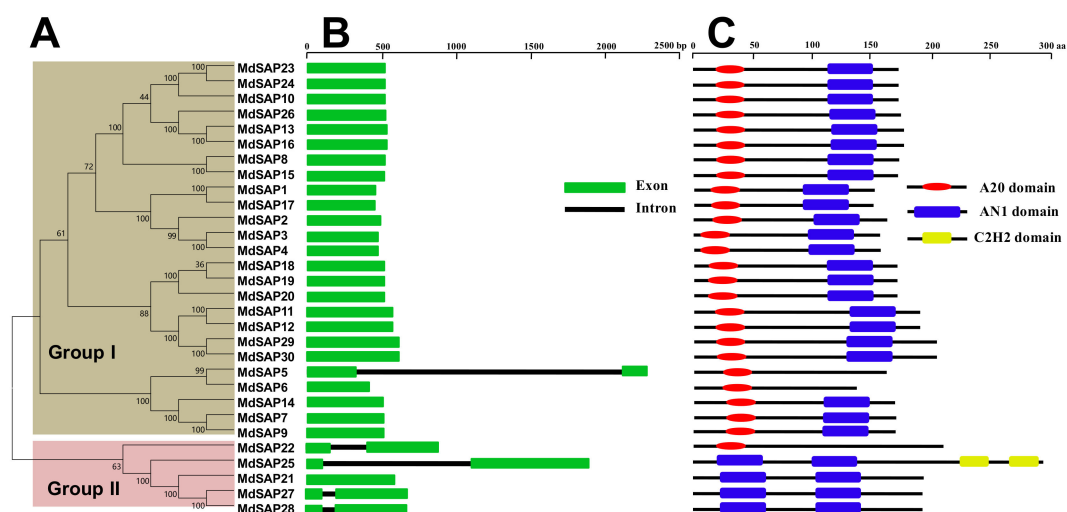 A B C
0 500 1000 1500 2000 2500 bp
0 50 100 150 200 250 300 aa
MdSAP23
MdSAP24
MdSAP10
MdSAP26
MdSAP13
MdSAP16
MdSAP8
MdSAP15
MdSAP1
MdSAP17
MdSAP2
MdSAP3
MdSAP4
MdSAP18
MdSAP19
MdSAP20
MdSAP11
MdSAP12
MdSAP29
MdSAP30
MdSAP5
MdSAP6
MdSAP14
MdSAP7
MdSAP9
MdSAP22
MdSAP25
MdSAP21
MdSAP27
MdSAP28
100
100
44
100
100
100
100
72
100
100
99
100
61
36
100
88
100
100
100
99
100
100
100
63
100
100
100
Group I
Group II
Exon
Intron
A20 domain
AN1 domain
C2H2 domain